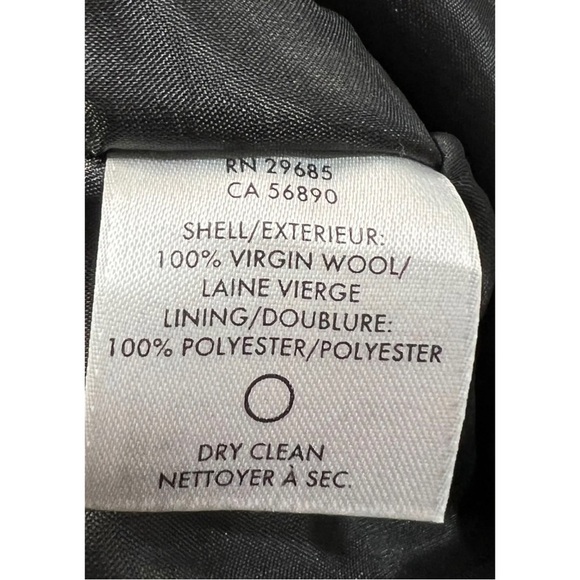 RN 29685
CA 56890
SHELL/EXTERIEUR:
100% VIRGIN WOOL/
LAINE VIERGE
LINING/DOUBLURE:
100% POLYESTER/POLYESTER
DRY CLEAN
NETTOYER À SEC.